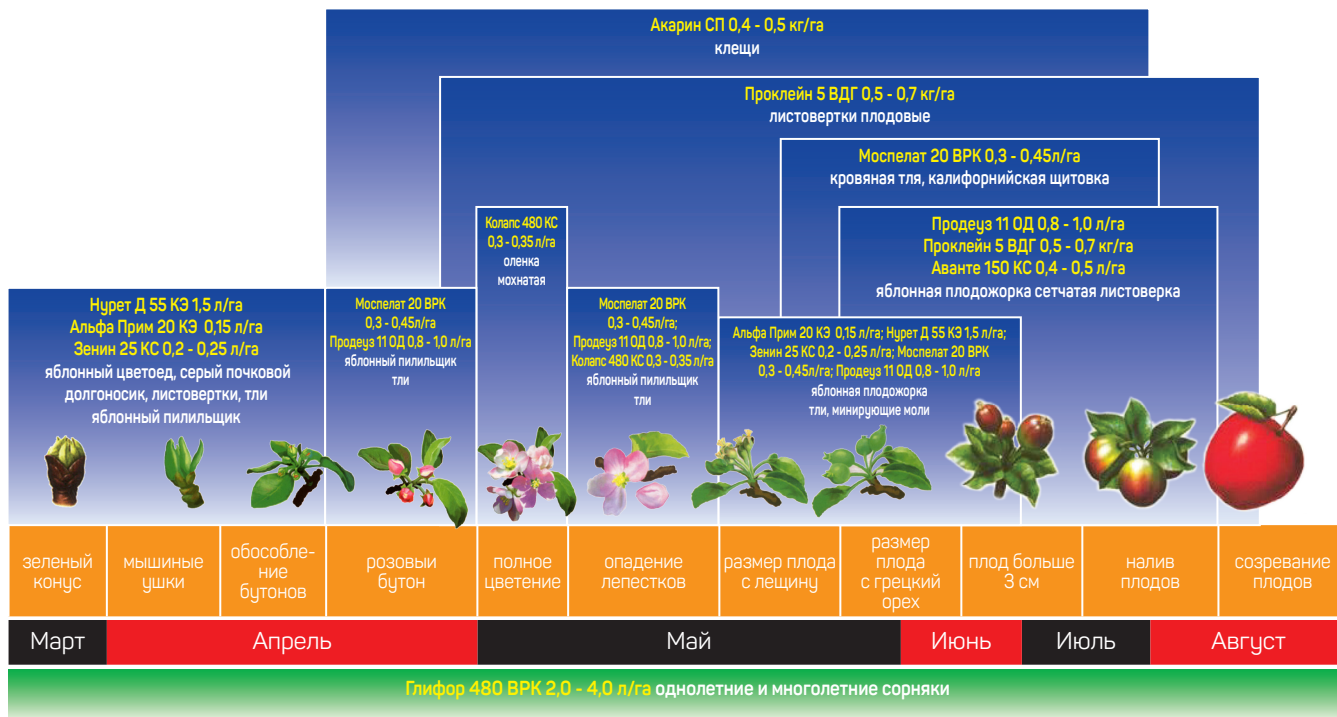 Акарин СП 0,4 - 0,5 кг/га
клещи
Проклейн 5 ВДГ 0,5 - 0,7 кг/га
листовертки плодовые
Моспелат 20 ВРК 0,3 - 0,45л/га
кровяная тля, калифорнийская щитовка
Колапс 480 КС
0,3 - 0,35 л/га
оленка
мохнатая
Продеуз 11 ОД 0,8 - 1,0 л/га
Проклейн 5 ВДГ 0,5 - 0,7 кг/га
Аванте 150 КС 0,4 - 0,5 л/га
яблонная плодожорка сетчатая листоверка
Нурет Д 55 КЭ 1,5 л/га
Альфа Прим 20 КЭ 0,15 л/га
Зенин 25 КС 0,2 - 0,25 л/га
яблонный цветоед, серый почковой
долгоносик, листовертки, тли
яблонный пилильщик
Моспелат 20 ВРК
0,3 - 0,45л/га
Продеуз 11 ОД 0,8 - 1,0 л/га
яблонный пилильщик
тли
Моспелат 20 ВРК
0,3 - 0,45л/га;
Продеуз 11 ОД 0,8 - 1,0 л/га;
Колапс 480 КС 0,3 - 0,35 л/га
яблонный пилильщик
тли
Альфа Прим 20 КЭ 0,15 л/га; Нурет Д 55 КЭ 1,5 л/га;
Зенин 25 КС 0,2 - 0,25 л/га; Моспелат 20 ВРК
0,3 - 0,45л/га; Продеуз 11 ОД 0,8 - 1,0 л/га
яблонная плодожорка
тли, минирующие моли
зеленый
конус
мышиные
ушки
обособле-
ние
бутонов
розовыи
бутон
полное
цветение
опадение
лепестков
размер плода
с лещину
размер
плода
с грецкий
орех
плод больше
3 см
налив
плодов
созревание
плодов
Март
Апрель
Май
Июнь
Июль
Август
Глифор 480 ВРК 2,0 - 4,0 л/га однолетние и многолетние сорняки